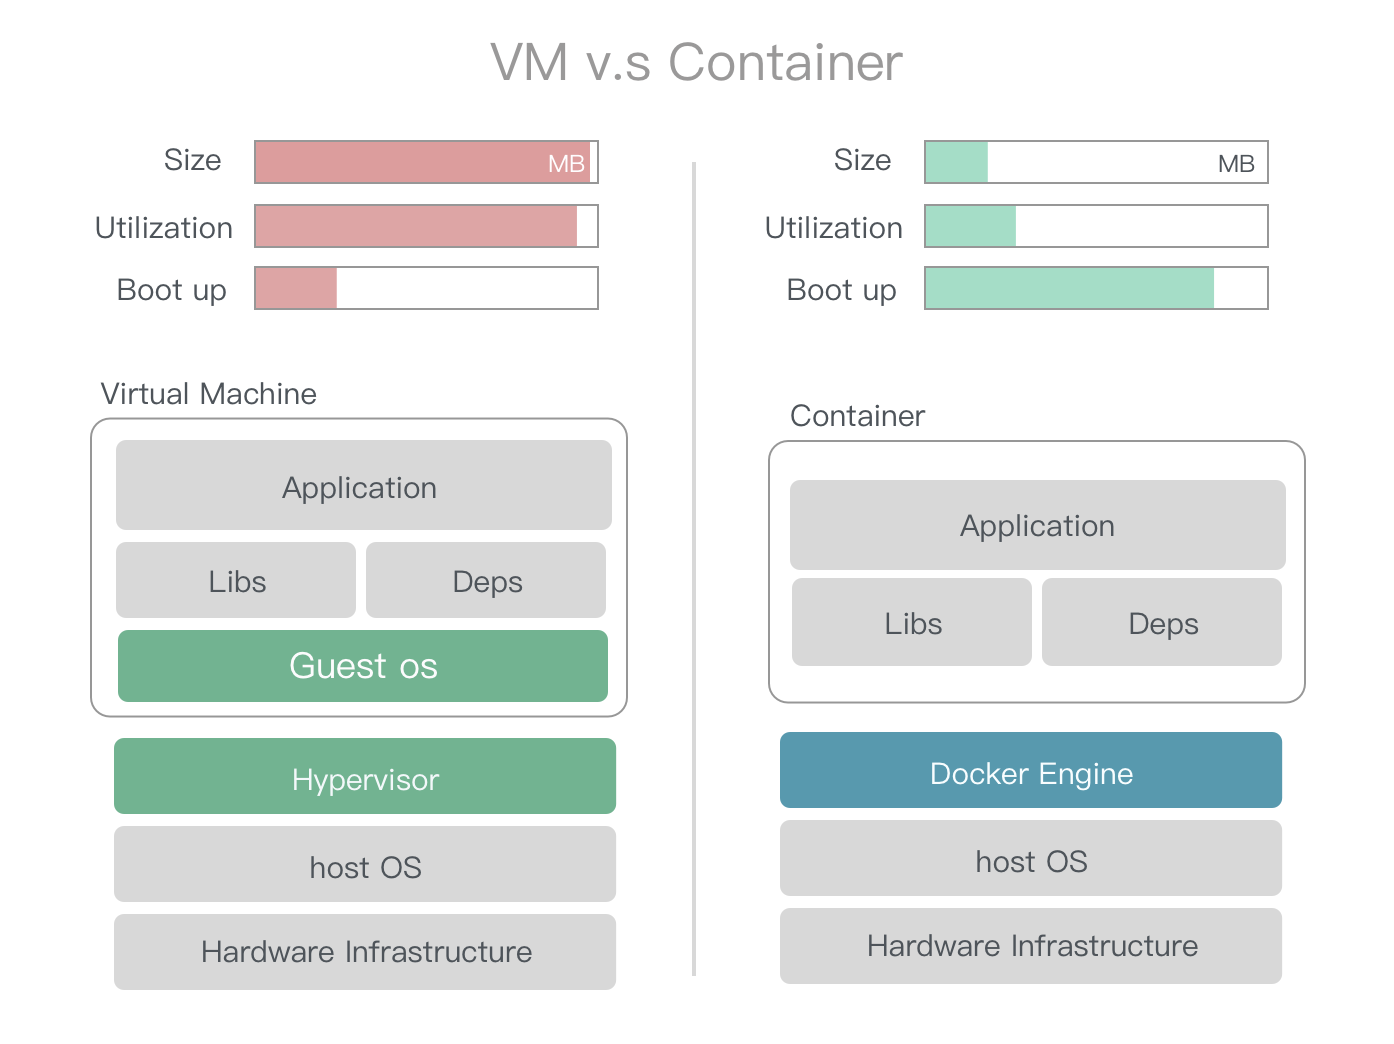 VM v.s Container
Size
MB
Utilization
Boot up
Virtual Machine
Application
Libs
Deps
Guest os
Hypervisor
host OS
Hardware Infrastructure
Size
MB
Utilization
Boot up
Container
Application
Libs
Deps
Docker Engine
host OS
Hardware Infrastructure